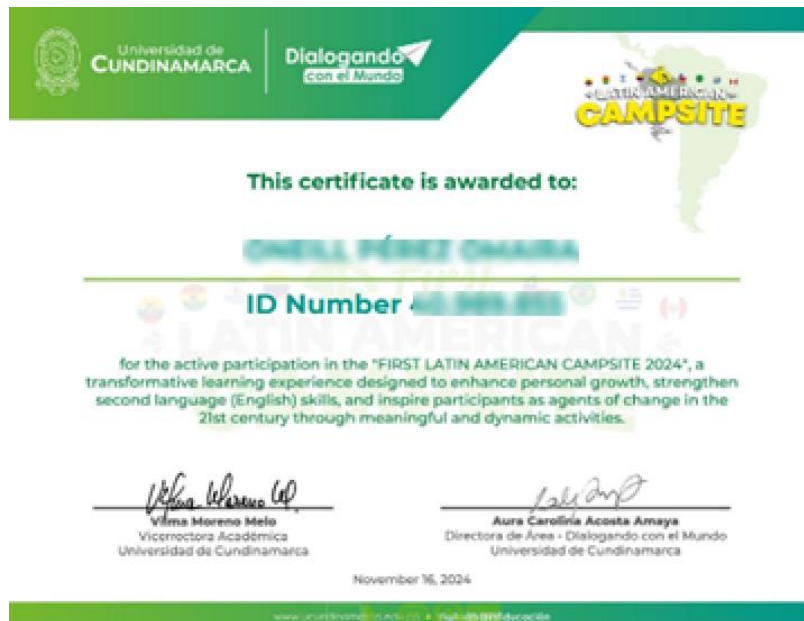 Universidad de
CUNDINAMARCA
Dialogando
con el Mundo
LATIN AMERICAN
CAMPSITE
This certificate is awarded to:
ID Number
LATIN AMERICAN
for the active participation in the "FIRST LATIN AMERICAN CAMPSITE 2024", a
transformative learning experience designed to enhance personal growth, strengthen
second language (English) skills, and inspire participants as agents of change in the
21st century through meaningful and dynamic activities.
Vilma Moreno Melo
Vicerrectora Académica
Universidad de Cundinamarca
Aura Carolina Acosta Amaya
Directora de Área - Dialogando con el Mundo
Universidad de Cundinamarca
November 16, 2024